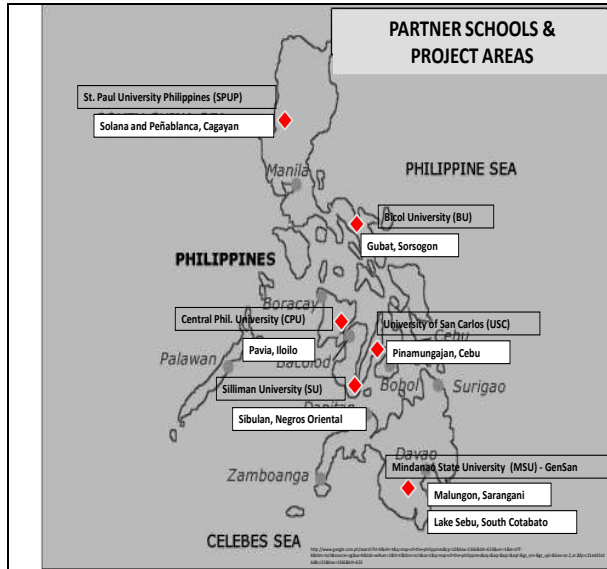 PARTNER SCHOOLS &
PROJECT AREAS
St. Paul University Philippines (SPUP)
Solana and Peñablanca, Cagayan
Manila
PHILIPPINE SEA
Bicol University (BU)
Gubat, Sorsogon
PHILIPPINES
Boracay
Central Phil. University (CPU)
University of San Carlos (USC)
Cebu
Pavia, Iloilo
Pinamungajan, Cebu
Bacolod
Palawan
Bohol
Surigao
Silliman University (SU)
Dapitan
Sibulan, Negros Oriental
Davao
Mindanao State University (MSU) - GenSan
Zamboanga
Malungon, Sarangani
Lake Sebu, South Cotabato
CELEBES SEA